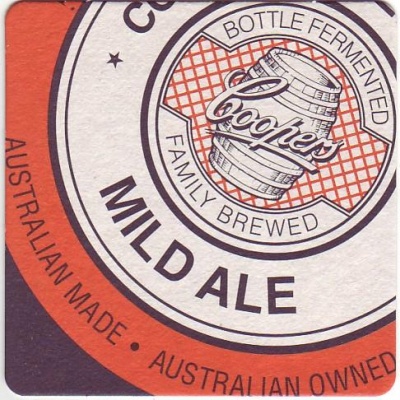 BOTTLE FERMENTED
Coopers
FAMILY BREWED
MILD ALE
AUSTRALIAN MADE • AUSTRALIAN OWNED